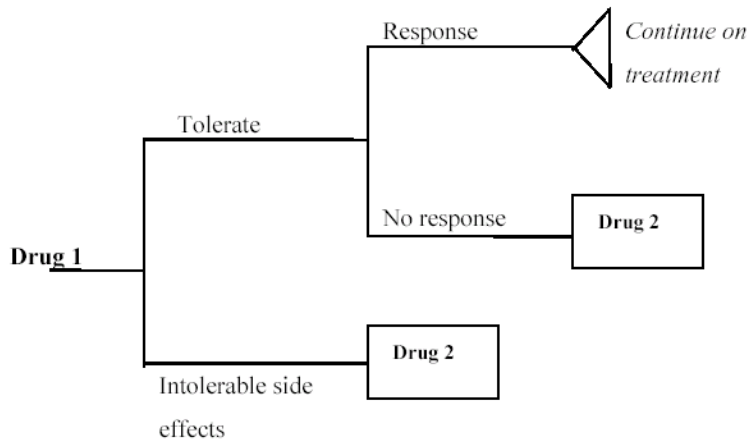 Response
Continue on
treatment
Tolerate
No response
Drug 2
Drug 1
Drug 2
Intolerable side
effects